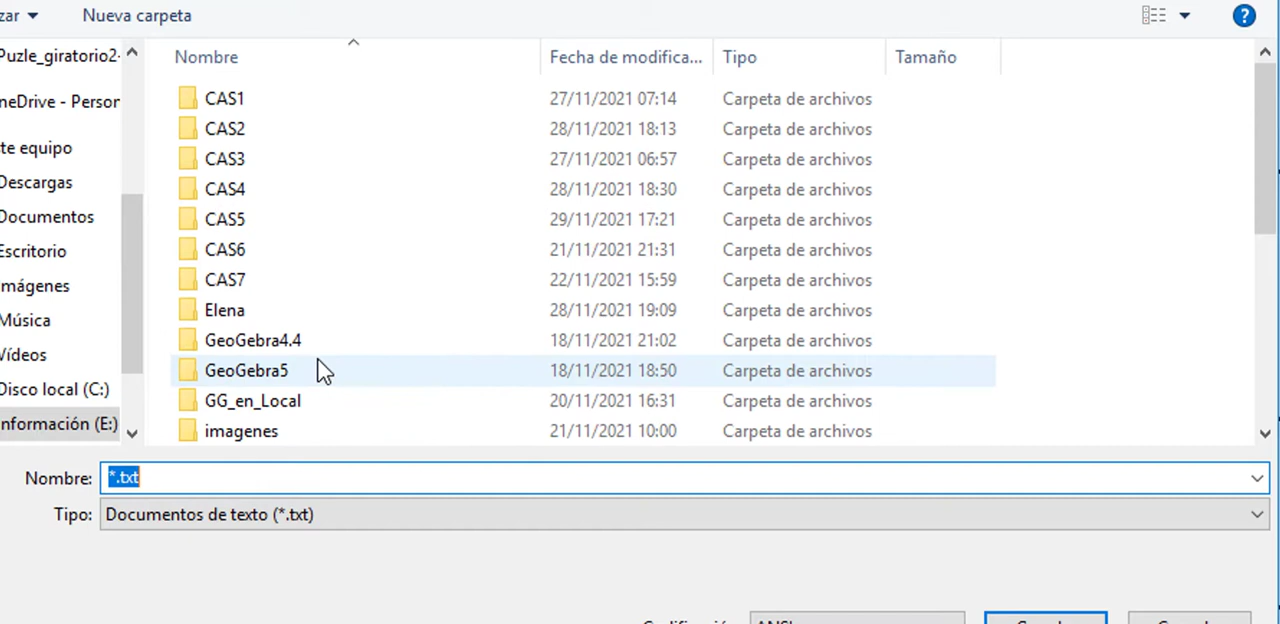 zar Nueva carpeta
Nombre Fecha de modifica... Tipo Tamaño
Puzle_giratorio2-
neDrive - Person
te equipo
Descargas
Documentos
Escritorio
mágenes
Música
Vídeos
Disco local (C:)
nformación (E:)
CAS1 27/11/2021 07:14 Carpeta de archivos
CAS2 28/11/2021 18:13 Carpeta de archivos
CAS3 27/11/2021 06:57 Carpeta de archivos
CAS4 28/11/2021 18:30 Carpeta de archivos
CAS5 29/11/2021 17:21 Carpeta de archivos
CAS6 21/11/2021 21:31 Carpeta de archivos
CAS7 22/11/2021 15:59 Carpeta de archivos
Elena 28/11/2021 19:09 Carpeta de archivos
GeoGebra4.4 18/11/2021 21:02 Carpeta de archivos
GeoGebra5 18/11/2021 18:50 Carpeta de archivos
GG_en_Local 20/11/2021 16:31 Carpeta de archivos
imagenes 21/11/2021 10:00 Carpeta de archivos
Nombre: *.txt
Tipo: Documentos de texto (*.txt)